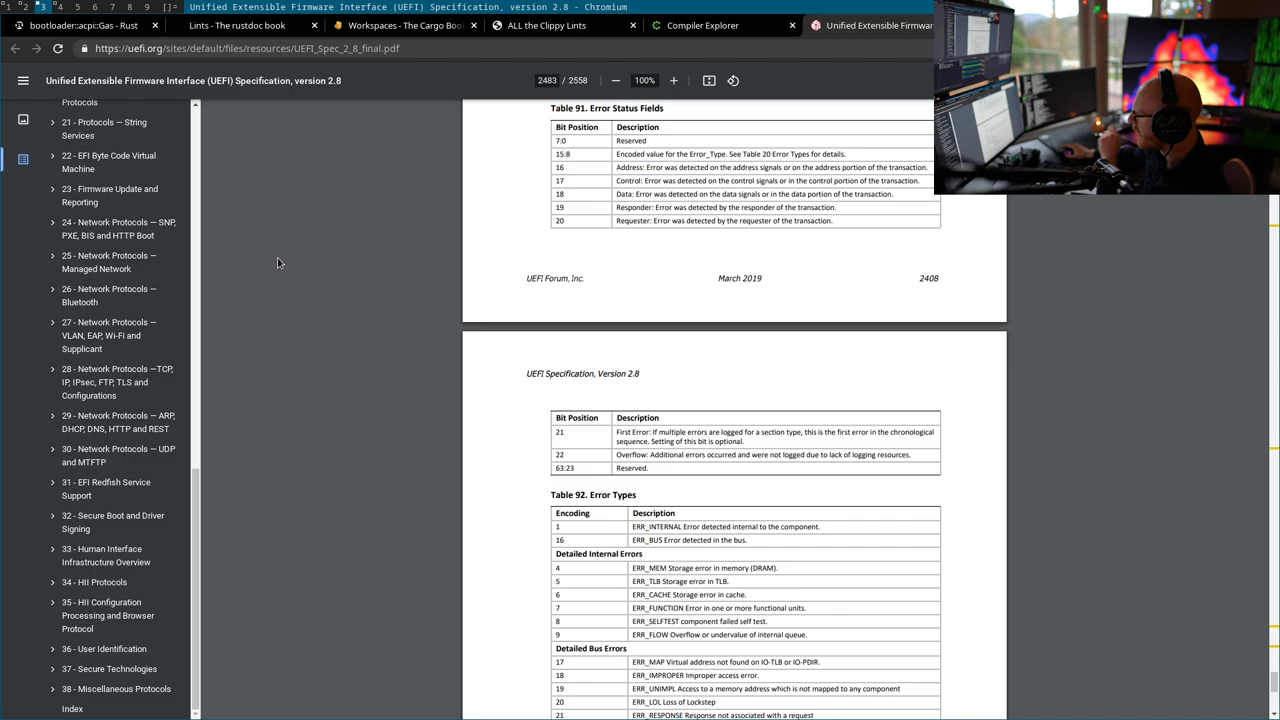 1 2 3 4 5 6 7 8 9 []= Unified Extensible Firmware Interface (UEFI) Specification, version 2.8 - Chromium
bootloader::acpi::Gas - Rust
Lints - The rustc
Workspaces - The Cargo Boo
ALL the Clippy Lints
Compiler Explorer
Unified Extensible Firmware
https://uefi.org
/UEFI_Spec_2_8_final.pdf
Unified Extensible Firmware Interface (UEFI) Specification, version 2.8
2483 / 2558
100%
Protocols
21 - Protocols — String
Services
22 - EFI Byte Code Virtual
23 - Firmware Update and
Reporting
24 - Network Protocols — SNP,
PXE, BIS and HTTP Boot
25 - Network Protocols —
Managed Network
26 - Network Protocols —
Bluetooth
27 - Network Protocols —
VLAN, EAP, Wi-Fi and
Supplicant
28 - Network Protocols —TCP,
IP, IPsec, FTP, TLS and
Configurations
29 - Network Protocols — ARP,
DHCP, DNS, HTTP and REST
30 - Network Protocols — UDP
and MTFTP
31 - EFI Redfish Service
Support
32 - Secure Boot and Driver
Signing
33 - Human Interface
Infrastructure Overview
34 - HII Protocols
35 - HII Configuration
Processing and Browser
Protocol
36 - User Identification
37 - Secure Technologies
38 - Miscellaneous Protocols
Index
Table 91. Error Status Fields
Bit Position Description
7:0 Reserved
15:8 Encoded value for the Error_Type. See Table 20 Error Types for details.
16 Address: Error was detected on the address signals or on the address portion of the transaction.
17 Control: Error was detected on the control signals or in the control portion of the transaction.
18 Data: Error was detected on the data signals or in the data portion of the transaction.
19 Responder: Error was detected by the responder of the transaction.
20 Requester: Error was detected by the requester of the transaction.
UEFI Forum, Inc. March 2019 2408
UEFI Specification, Version 2.8
Bit Position Description
21 First Error: If multiple errors are logged for a section type, this is the first error in the chronological
sequence. Setting of this bit is optional.
22 Overflow: Additional errors occurred and were not logged due to lack of logging resources.
63:23 Reserved.
Table 92. Error Types
Encoding Description
1 ERR_INTERNAL Error detected internal to the component.
16 ERR_BUS Error detected in the bus.
Detailed Internal Errors
4 ERR_MEM Storage error in memory (DRAM).
5 ERR_TLB Storage error in TLB.
6 ERR_CACHE Storage error in cache.
7 ERR_FUNCTION Error in one or more functional units.
8 ERR_SELFTEST component failed self test.
9 ERR_FLOW Overflow or undervalue of internal queue.
Detailed Bus Errors
17 ERR_MAP Virtual address not found on IO-TLB or IO-PDIR.
18 ERR_IMPROPER Improper access error.
19 ERR_UNIMPL Access to a memory address which is not mapped to any component
20 ERR_LOL Loss of Lockstep
21 ERR_RESPONSE Response not associated with a request